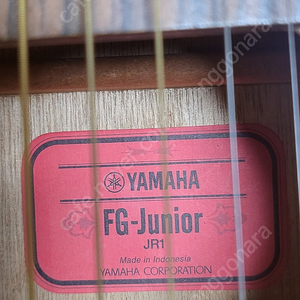 YAMAHA
FG-Junior
JR1
Made in Indonesia
YAMAHA CORPORATION